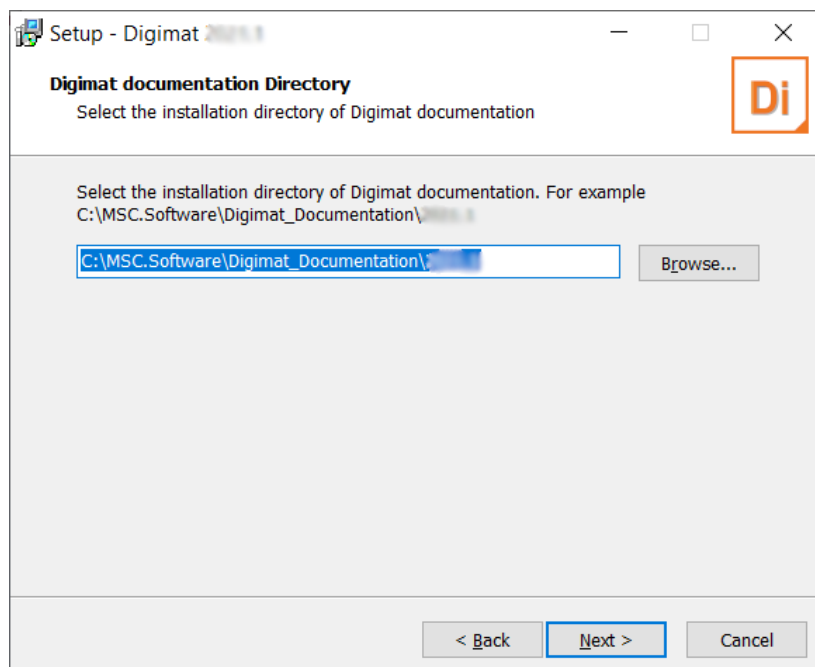 Setup - Digimat
Digimat documentation Directory
Select the installation directory of Digimat documentation
Di
Select the installation directory of Digimat documentation. For example
C:\MSC.Software\Digimat_Documentation\
C:\MSC.Software\Digimat_Documentation\
Browse...
< Back
Next >
Cancel